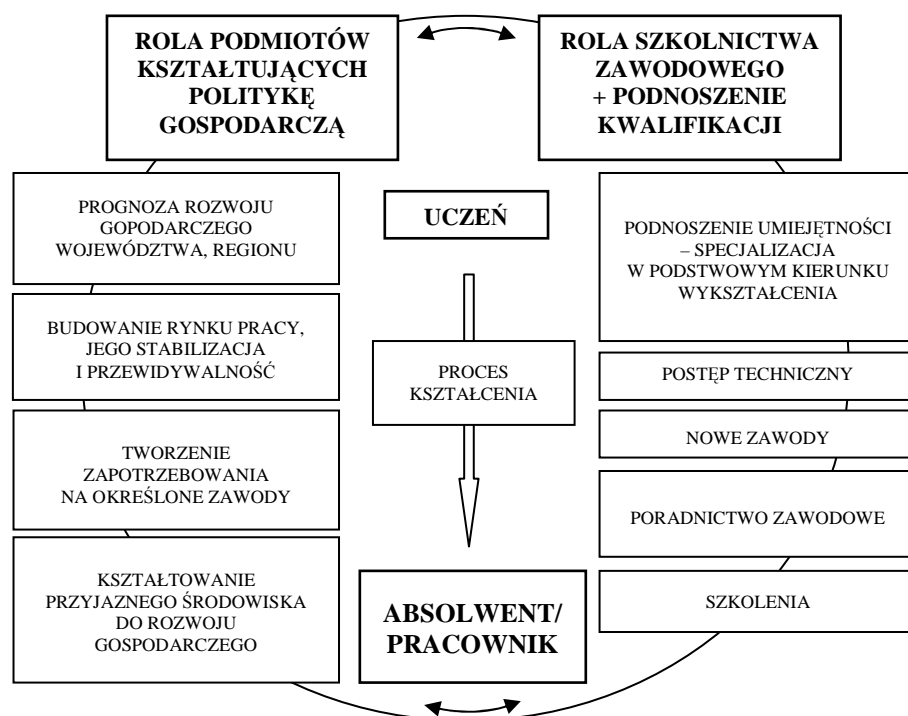 ROLA PODMIOTÓW
KSZTAŁTUJĄCYCH
POLITYKĘ
GOSPODARCZĄ
ROLA SZKOLNICTWA
ZAWODOWEGO
+ PODNOSZENIE
KWALIFIKACJI
PROGNOZA ROZWOJU
GOPODARCZEGO
WOJEWÓDZTWA, REGIONU
BUDOWANIE RYNKU PRACY,
JEGO STABILIZACJA
I PRZEWIDYWALNOŚĆ
TWORZENIE
ZAPOTRZEBOWANIA
NA OKREŚLONE ZAWODY
KSZTAŁTOWANIE
PRZYJAZNEGO ŚRODOWISKA
DO ROZWOJU
GOSPODARCZEGO
UCZEŃ
PROCES
KSZTAŁCENIA
ABSOLWENT/
PRACOWNIK
PODNOSZENIE UMIEJĘTNOŚCI
– SPECJALIZACJA
W PODSTWOWYM KIERUNKU
WYKSZTAŁCENIA
POSTĘP TECHNICZNY
NOWE ZAWODY
PORADNICTWO ZAWODOWE
SZKOLENIA